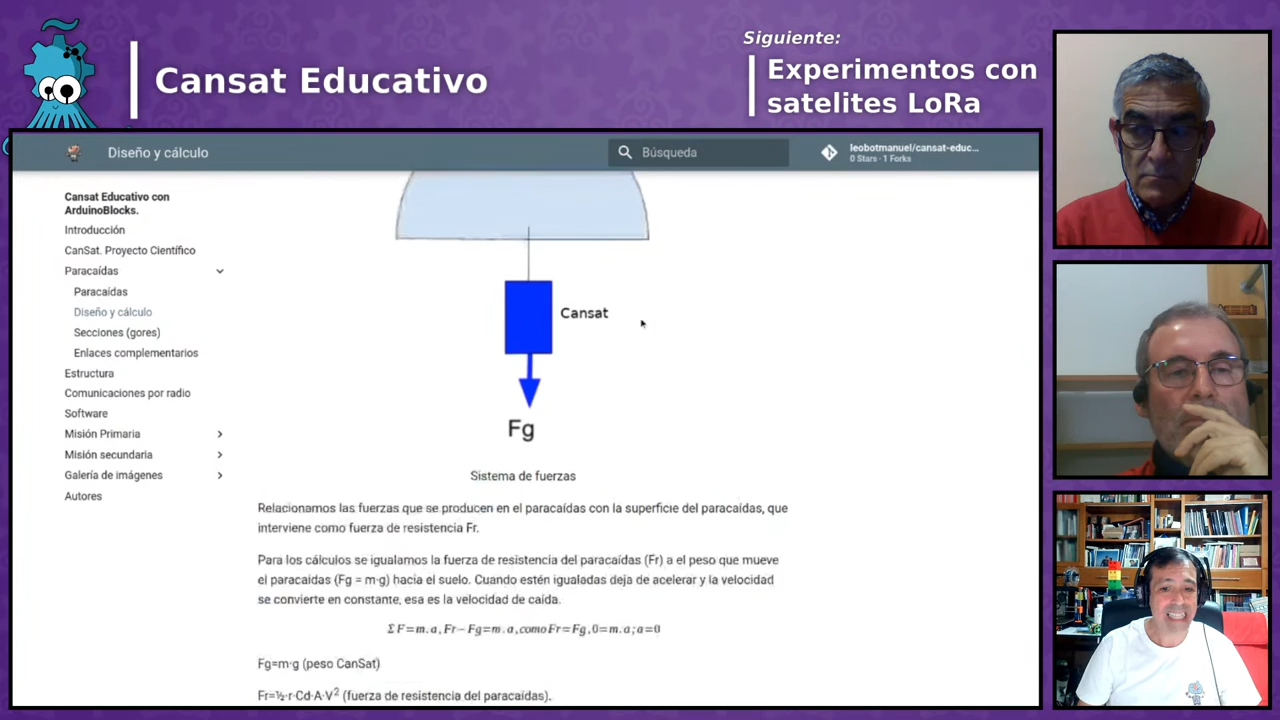 Cansat Educativo
Siguiente:
Experimentos con
satelites LoRa
Diseño y cálculo
Búsqueda
leobotmanuel/cansat-educ...
0 Stars · 1 Forks
Cansat Educativo con
ArduinoBlocks.
Introducción
CanSat. Proyecto Científico
Paracaídas
Paracaídas
Diseño y cálculo
Secciones (gores)
Enlaces complementarios
Estructura
Comunicaciones por radio
Software
Misión Primaria
Misión secundaria
Galería de imágenes
Autores
Cansat
Fg
Sistema de fuerzas
Relacionamos las fuerzas que se producen en el paracaídas con la superficie del paracaídas, que
interviene como fuerza de resistencia Fr.
Para los cálculos se igualamos la fuerza de resistencia del paracaídas (Fr) a el peso que mueve
el paracaídas (Fg = m·g) hacia el suelo. Cuando estén igualadas deja de acelerar y la velocidad
se convierte en constante, esa es la velocidad de caída.
ΣF=m.a,Fr−Fg=m.a,comoFr=Fg,0=m.a;a=0
Fg=m·g (peso CanSat)
Fr=½·r·Cd·A·V² (fuerza de resistencia del paracaídas).